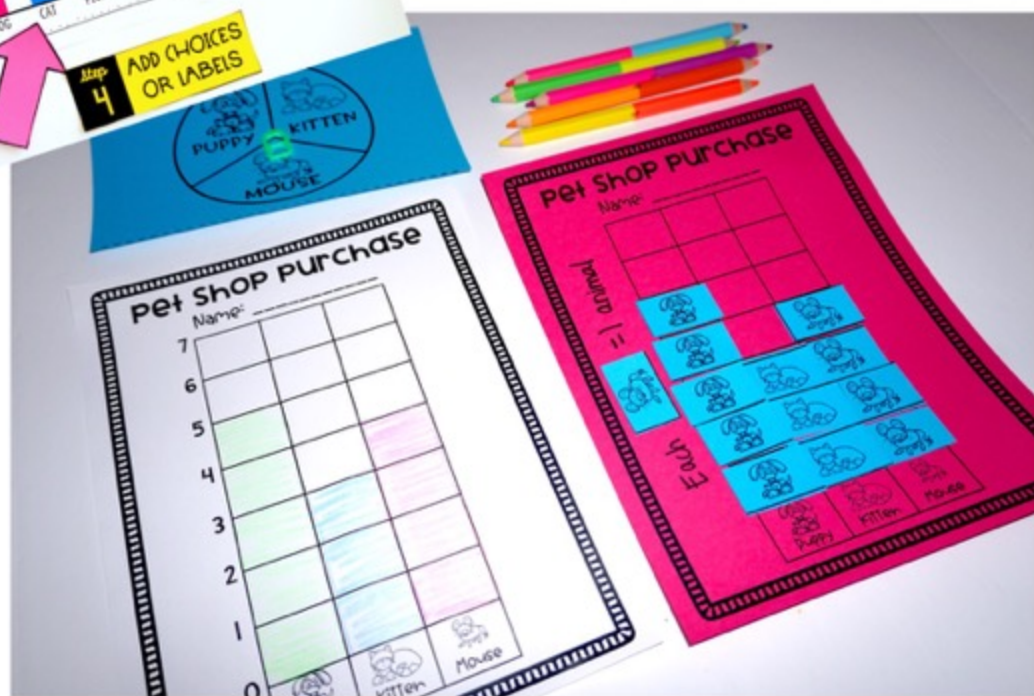 CAT
Step
4
ADD CHOICES
OR LABELS
PUPPY
KITTEN
MOUSE
Pet Shop Purchase
Name:
7
6
5
4
3
2
1
0
Kitten
Mouse
Pet Shop Purchase
Name:
Each = 1 animal
Puppy
Kitten
Mouse